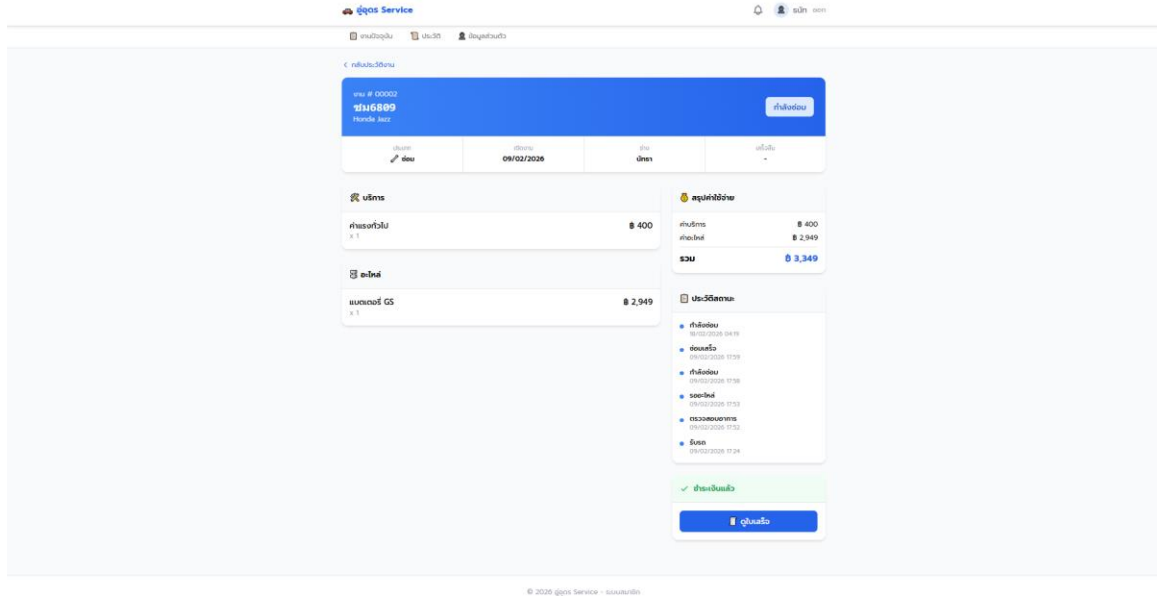 อู่อุดร Service
ธนัท ออก
งานปัจจุบัน ประวัติ ข้อมูลส่วนตัว
< กลับประวัติงาน
งาน # 00002
ชม6809
Honda Jazz
กำลังซ่อม
ประเภท เปิดงาน ช่าง เสร็จสิ้น
ซ่อม 09/02/2026 นัทรา -
บริการ
ค่าแรงทั่วไป ฿ 400
x 1
อะไหล่
แบตเตอรี่ GS ฿ 2,949
x 1
สรุปค่าใช้จ่าย
ค่าบริการ ฿ 400
ค่าอะไหล่ ฿ 2,949
รวม ฿ 3,349
ประวัติสถานะ
กำลังซ่อม
ซ่อมเสร็จ
09/02/2026 17:59
กำลังซ่อม
09/02/2026 17:58
รออะไหล่
09/02/2026 17:53
ตรวจสอบอาการ
09/02/2026 17:52
รับรถ
09/02/2026 17:24
ชำระเงินแล้ว
ดูใบเสร็จ
© 2026 อู่อุดร Service - ระบบสมาชิก